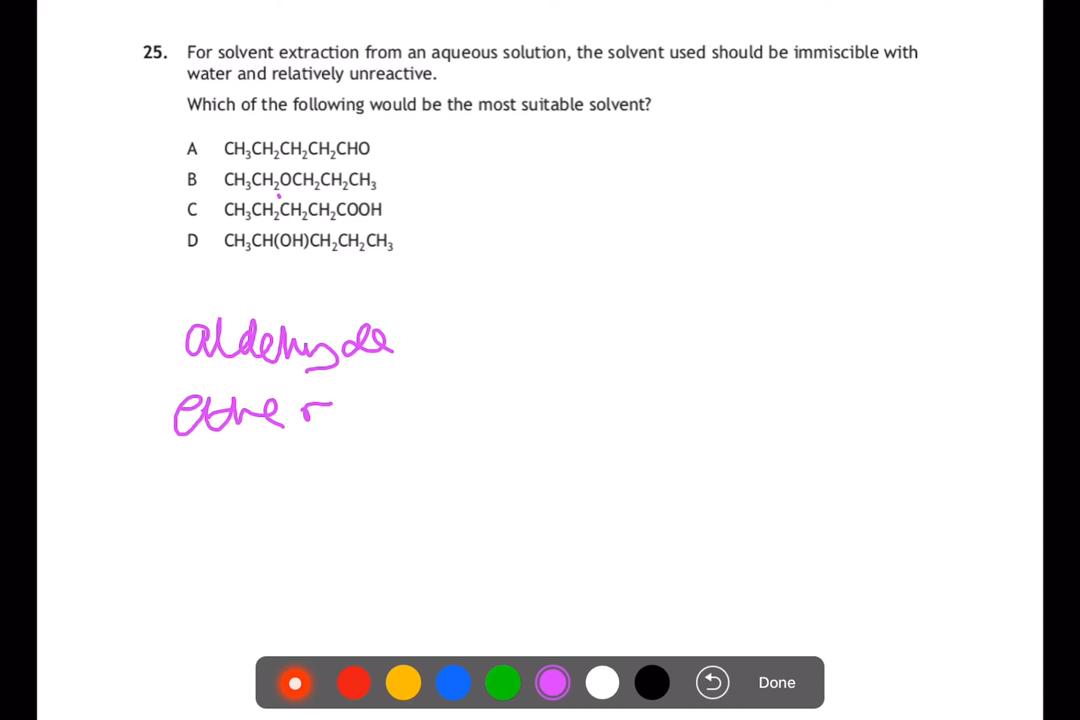 25. For solvent extraction from an aqueous solution, the solvent used should be immiscible with
water and relatively unreactive.
Which of the following would be the most suitable solvent?
A CH₃CH₂CH₂CH₂CHO
B CH₃CH₂OCH₂CH₂CH₃
C CH₃CH₂CH₂CH₂COOH
D CH₃CH(OH)CH₂CH₂CH₃
aldehyde
ether
Done